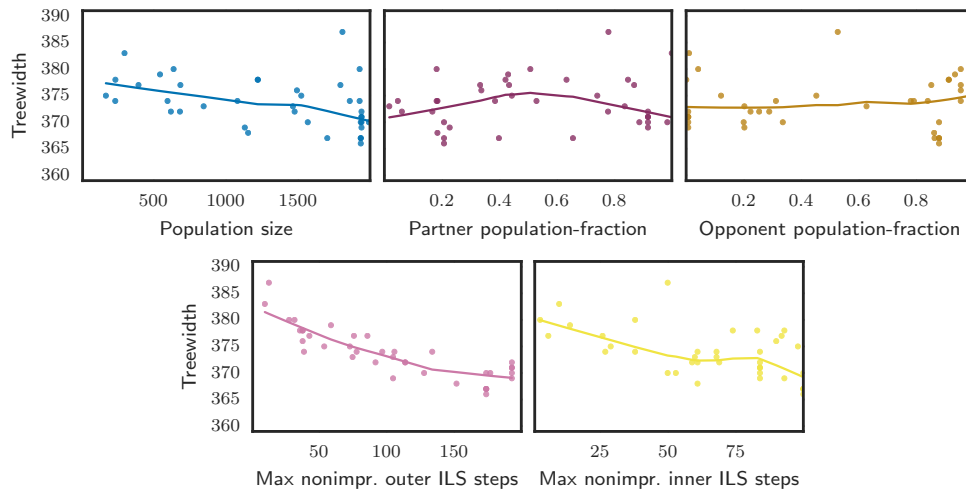 390
385
380
375
370
365
360
Treewidth
500 1000 1500
0.2 0.4 0.6 0.8
0.2 0.4 0.6 0.8
Population size
Partner population-fraction
Opponent population-fraction
390
385
380
375
370
365
360
Treewidth
50 100 150
25 50 75
Max nonimpr. outer ILS steps
Max nonimpr. inner ILS steps